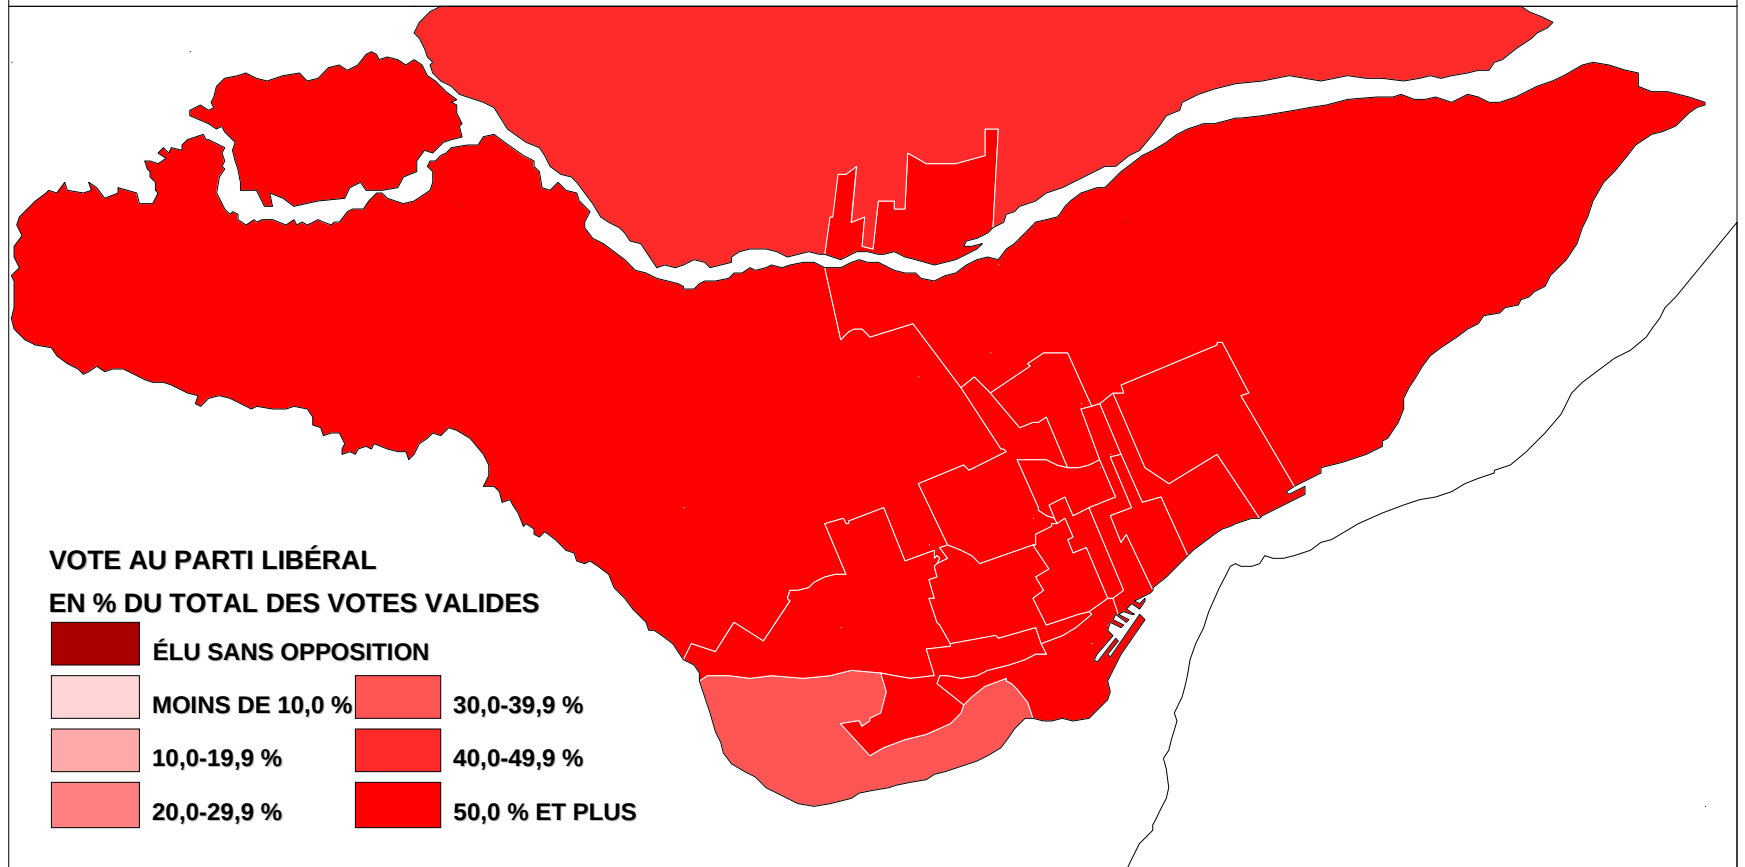 VOTE AU PARTI LIBÉRAL
EN % DU TOTAL DES VOTES VALIDES
ÉLU SANS OPPOSITION
MOINS DE 10,0 %
30,0-39,9 %
10,0-19,9 %
40,0-49,9 %
20,0-29,9 %
50,0 % ET PLUS